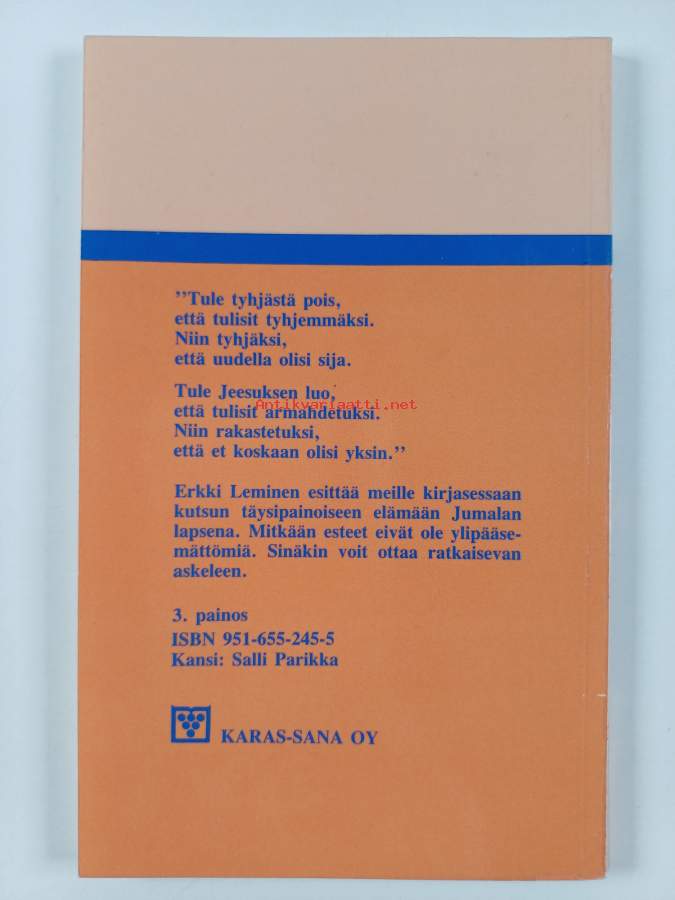 "Tule tyhjästä pois,
että tulisit tyhjemmäksi.
Niin tyhjäksi,
että uudella olisi sija.
Tule Jeesuksen luo,
Antikvariaatti.net
että tulisit armahdetuksi.
Niin rakastetuksi,
että et koskaan olisi yksin."
Erkki Leminen esittää meille kirjasessaan
kutsun täysipainoiseen elämään Jumalan
lapsena. Mitkään esteet eivät ole ylipääse-
mättömiä. Sinäkin voit ottaa ratkaisevan
askeleen.
3. painos
ISBN 951-655-245-5
Kansi: Salli Parikka
KARAS-SANA OY